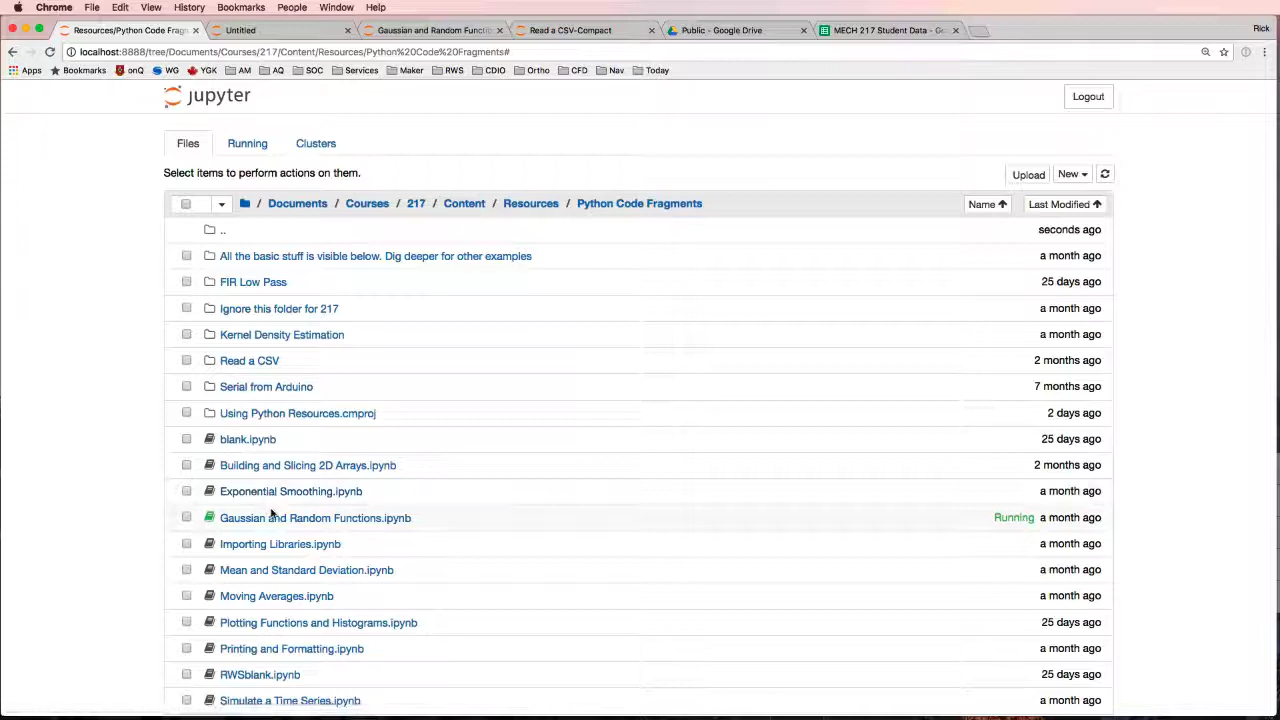 Chrome File Edit View History Bookmarks People Window Help
Resources/Python Code Frag Untitled Gaussian and Random Functio Read a CSV-Compact Public - Google Drive MECH 217 Student Data - Go Rick
localhost:8888/tree/Documents/Courses/217/Content/Resources/Python%20Code%20Fragments#
Apps Bookmarks onQ WG YGK AM AQ SOC Services Maker RWS CDIO Ortho CFD Nav Today
jupyter Logout
Files Running Clusters
Select items to perform actions on them. Upload New
/ Documents / Courses / 217 / Content / Resources / Python Code Fragments Name Last Modified
.. seconds ago
All the basic stuff is visible below. Dig deeper for other examples a month ago
FIR Low Pass 25 days ago
Ignore this folder for 217 a month ago
Kernel Density Estimation a month ago
Read a CSV 2 months ago
Serial from Arduino 7 months ago
Using Python Resources.cmproj 2 days ago
blank.ipynb 25 days ago
Building and Slicing 2D Arrays.ipynb 2 months ago
Exponential Smoothing.ipynb a month ago
Gaussian and Random Functions.ipynb Running a month ago
Importing Libraries.ipynb a month ago
Mean and Standard Deviation.ipynb a month ago
Moving Averages.ipynb a month ago
Plotting Functions and Histograms.ipynb 25 days ago
Printing and Formatting.ipynb a month ago
RWSblank.ipynb 25 days ago
Simulate a Time Series.ipynb a month ago